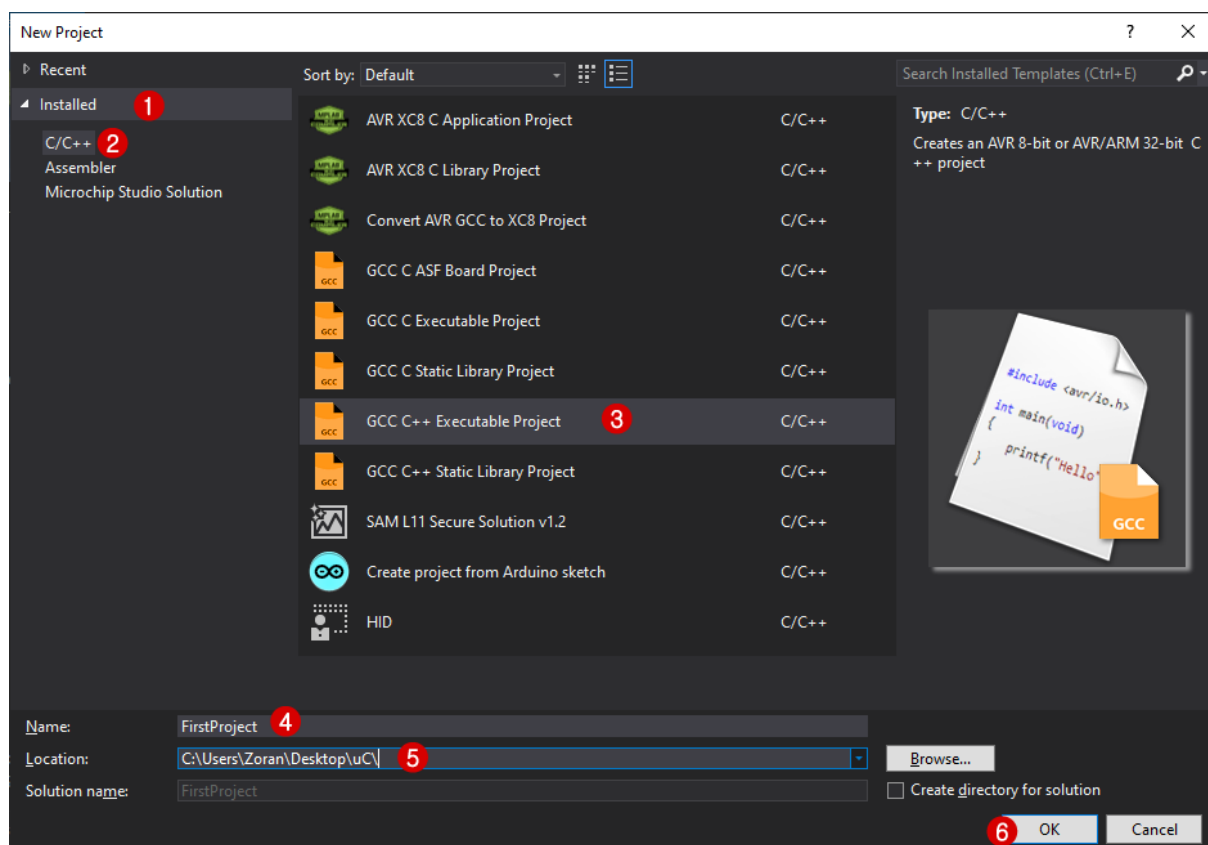 New Project
?
Recent
Installed
1
C/C++
2
Assembler
Microchip Studio Solution
Sort by:
Default
AVR XC8 C Application Project C/C++
AVR XC8 C Library Project C/C++
Convert AVR GCC to XC8 Project C/C++
GCC C ASF Board Project C/C++
GCC C Executable Project C/C++
GCC C Static Library Project C/C++
GCC C++ Executable Project 3 C/C++
GCC C++ Static Library Project C/C++
SAM L11 Secure Solution v1.2 C/C++
Create project from Arduino sketch C/C++
HID C/C++
GCC
GCC
GCC
GCC
GCC
Search Installed Templates (Ctrl+E)
Type: C/C++
Creates an AVR 8-bit or AVR/ARM 32-bit C
++ project
#include <avr/io.h>
int main(void)
{
printf("Hello"
}
GCC
Name: FirstProject 4
Location: C:\Users\Zoran\Desktop\uC\ 5
Browse...
Solution name: FirstProject
Create directory for solution
6 OK Cancel